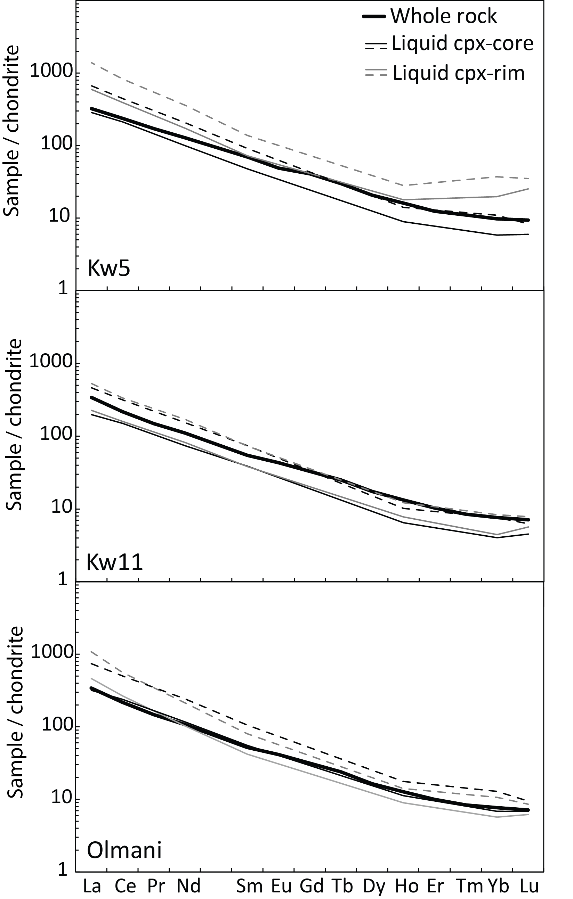 Whole rock
Liquid cpx-core
Liquid cpx-rim
Sample / chondrite
1000
100
10
1
Kw5
Sample / chondrite
1000
100
10
1
Kw11
Sample / chondrite
1000
100
10
1
Olmani
La Ce Pr Nd Sm Eu Gd Tb Dy Ho Er Tm Yb Lu